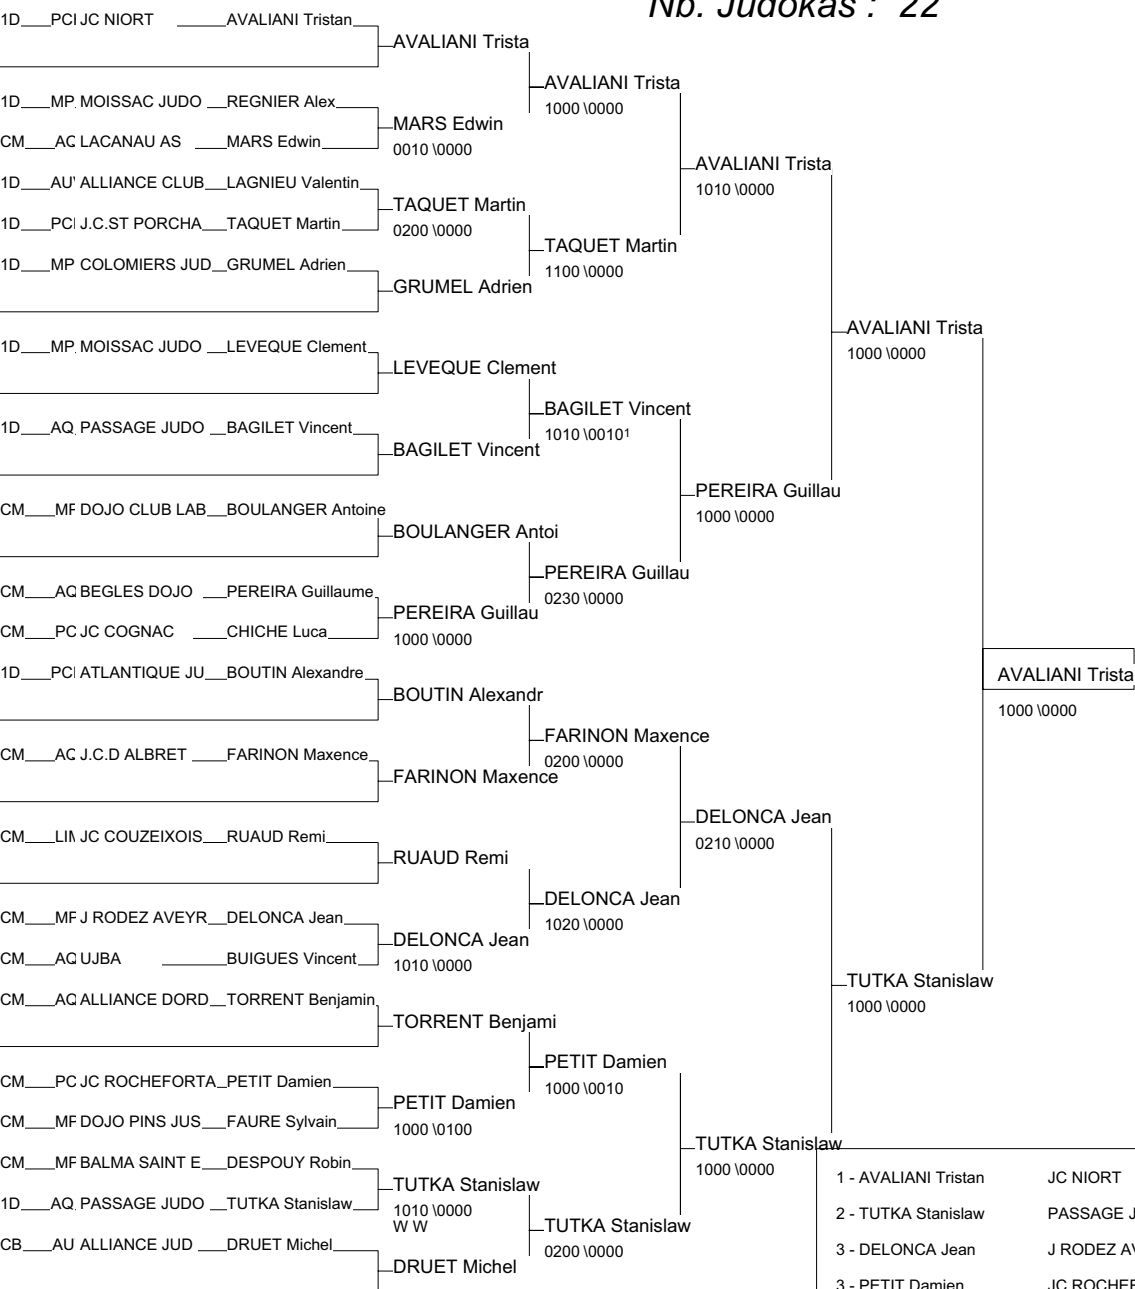 Nb. Judokas : 22
1D PCI JC NIORT AVALIANI Tristan
AVALIANI Trista
AVALIANI Trista
1000 \0000
1D MP MOISSAC JUDO REGNIER Alex
MARS Edwin
0010 \0000
CM AQ LACANAU AS MARS Edwin
AVALIANI Trista
1010 \0000
1D AU' ALLIANCE CLUB LAGNIEU Valentin
TAQUET Martin
0200 \0000
1D PCI J.C.ST PORCHA TAQUET Martin
TAQUET Martin
1100 \0000
1D MP COLOMIERS JUD GRUMEL Adrien
GRUMEL Adrien
AVALIANI Trista
1000 \0000
1D MP MOISSAC JUDO LEVEQUE Clement
LEVEQUE Clement
BAGILET Vincent
1010 \0010¹
1D AQ PASSAGE JUDO BAGILET Vincent
BAGILET Vincent
PEREIRA Guillau
1000 \0000
CM MF DOJO CLUB LAB BOULANGER Antoine
BOULANGER Antoi
PEREIRA Guillau
0230 \0000
CM AQ BEGLES DOJO PEREIRA Guillaume
PEREIRA Guillau
1000 \0000
CM PC JC COGNAC CHICHE Luca
AVALIANI Trista
1000 \0000
1D PCI ATLANTIQUE JU BOUTIN Alexandre
BOUTIN Alexandr
FARINON Maxence
0200 \0000
CM AQ J.C.D ALBRET FARINON Maxence
FARINON Maxence
DELONCA Jean
0210 \0000
CM LIM JC COUZEIXOIS RUAUD Remi
RUAUD Remi
DELONCA Jean
1020 \0000
CM MF J RODEZ AVEYR DELONCA Jean
DELONCA Jean
1010 \0000
CM AQ UJBA BUIGUES Vincent
TUTKA Stanislaw
1000 \0000
CM AQ ALLIANCE DORD TORRENT Benjamin
TORRENT Benjami
PETIT Damien
1000 \0010
CM PC JC ROCHEFORTA PETIT Damien
PETIT Damien
1000 \0100
CM MF DOJO PINS JUS FAURE Sylvain
TUTKA Stanislaw
1000 \0000
CM MF BALMA SAINT E DESPOUY Robin
TUTKA Stanislaw
1010 \0000
W W
1D AQ PASSAGE JUDO TUTKA Stanislaw
TUTKA Stanislaw
0200 \0000
CB AU ALLIANCE JUD DRUET Michel
DRUET Michel
1 - AVALIANI Tristan JC NIORT
2 - TUTKA Stanislaw PASSAGE J
3 - DELONCA Jean J RODEZ AV
3 - PETIT Damien JC ROCHEF